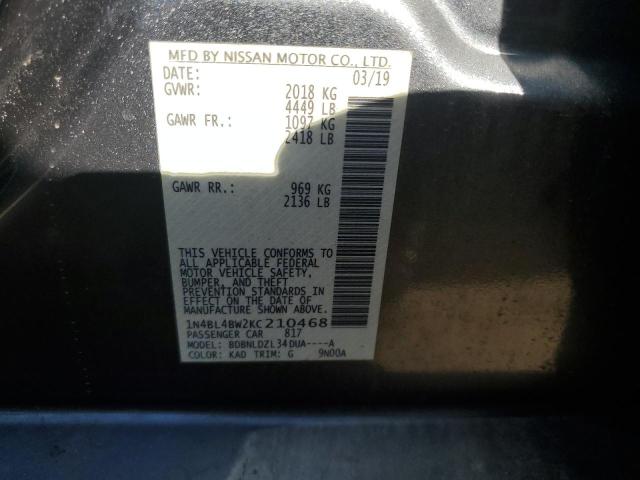 MFD BY NISSAN MOTOR CO., LTD.
DATE: 03/19
GVWR: 2018 KG
4449 LB
GAWR FR.: 1097 KG
2418 LB
GAWR RR.: 969 KG
2136 LB
THIS VEHICLE CONFORMS TO
ALL APPLICABLE FEDERAL
MOTOR VEHICLE SAFETY,
BUMPER, AND THEFT
PREVENTION STANDARDS
IN EFFECT ON THE DATE OF
MANUFACTURE SHOWN ABOVE.
1N4BL4BW2KC210468
PASSENGER CAR 817
MODEL: BDBNLDZL34DUA----A
COLOR: KAD TRIM: G 9N00A